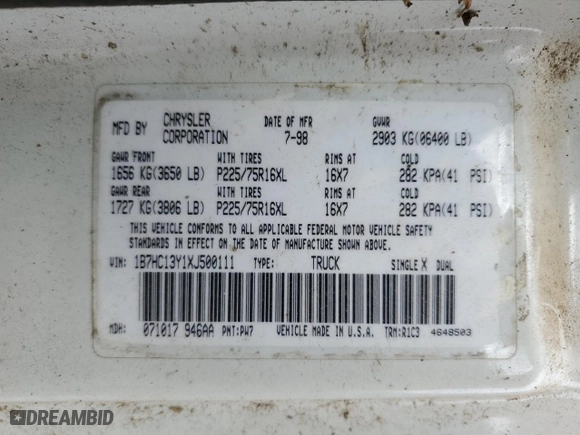 MFD BY CHRYSLER CORPORATION DATE OF MFR 7-98 GVWR 2903 KG(06400 LB)
GAWR FRONT WITH TIRES RIMS AT COLD
1656 KG(3650 LB) P225/75R16XL 16X7 282 KPA(41 PSI)
GAWR REAR WITH TIRES RIMS AT COLD
1727 KG(3806 LB) P225/75R16XL 16X7 282 KPA(41 PSI)
THIS VEHICLE CONFORMS TO ALL APPLICABLE FEDERAL MOTOR VEHICLE SAFETY
STANDARDS IN EFFECT ON THE DATE OF MANUFACTURE SHOWN ABOVE.
VIN: 1B7HC13Y1XJ500111 TYPE: TRUCK SINGLE X DUAL
MDH: 071017 946AA PNT:PW7 VEHICLE MADE IN U.S.A. TRM:R1C3 4648503
DREAMBID